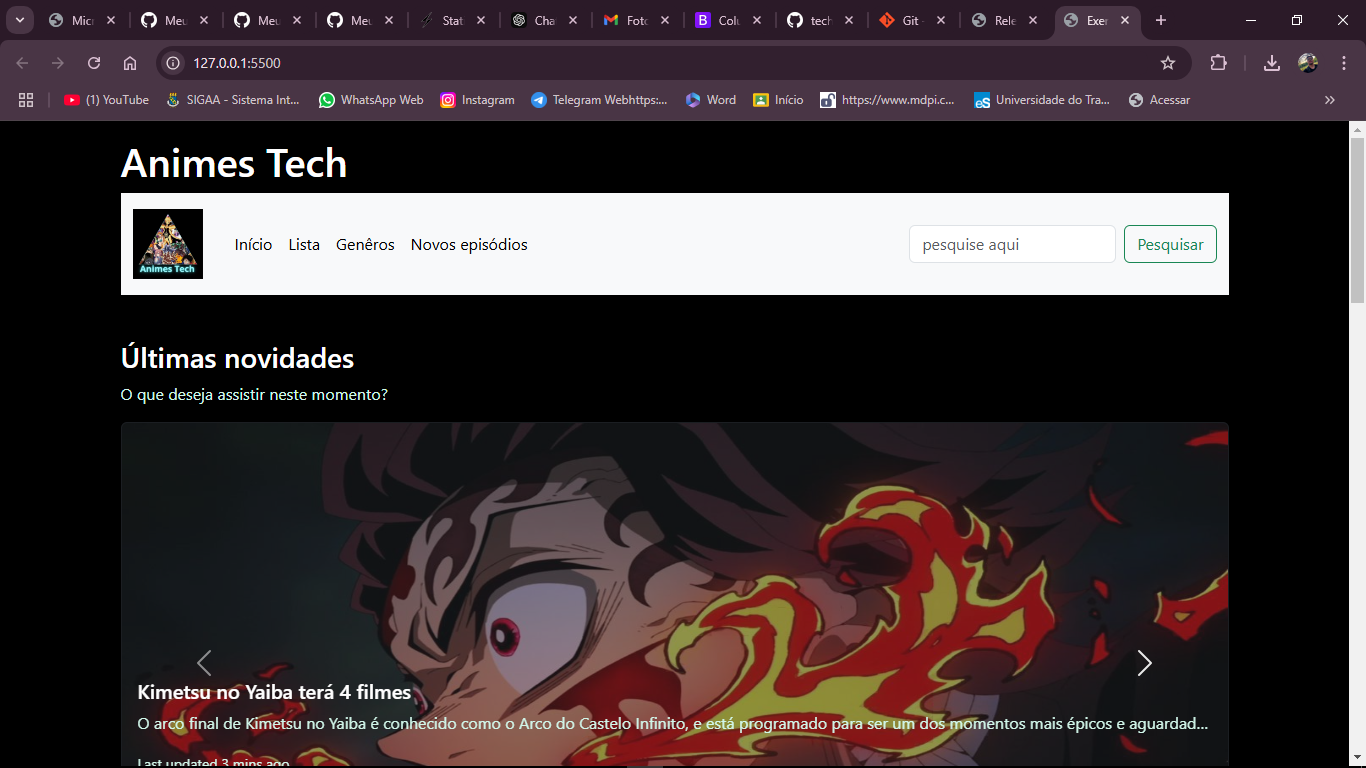 Micr
Meu
Meu
Meu
Stat
Cha
Foto
Colu
tech
Git -
Rele
Exer
127.0.0.1:5500
(1) YouTube
SIGAA - Sistema Int...
WhatsApp Web
Instagram
Telegram Webhttps:...
Word
Início
https://www.mdpi.c...
Universidade do Tra...
Acessar
Animes Tech
Animes Tech
Início Lista Genêros Novos episódios
pesquise aqui
Pesquisar
Últimas novidades
O que deseja assistir neste momento?
Kimetsu no Yaiba terá 4 filmes
O arco final de Kimetsu no Yaiba é conhecido como o Arco do Castelo Infinito, e está programado para ser um dos momentos mais épicos e aguardad...
Last updated 3 mins ago